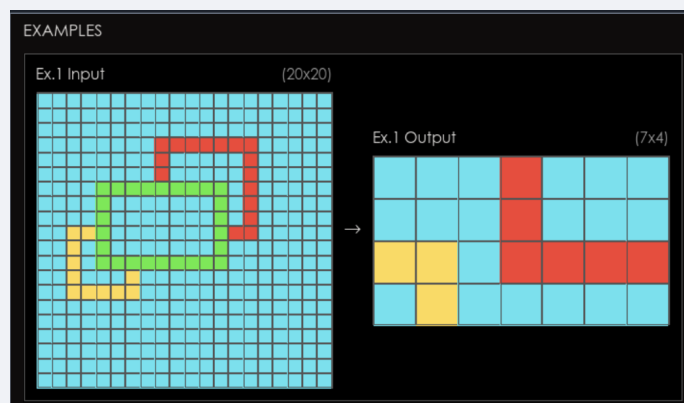 EXAMPLES
Ex.1 Input (20x20)
Ex.1 Output (7x4)
→